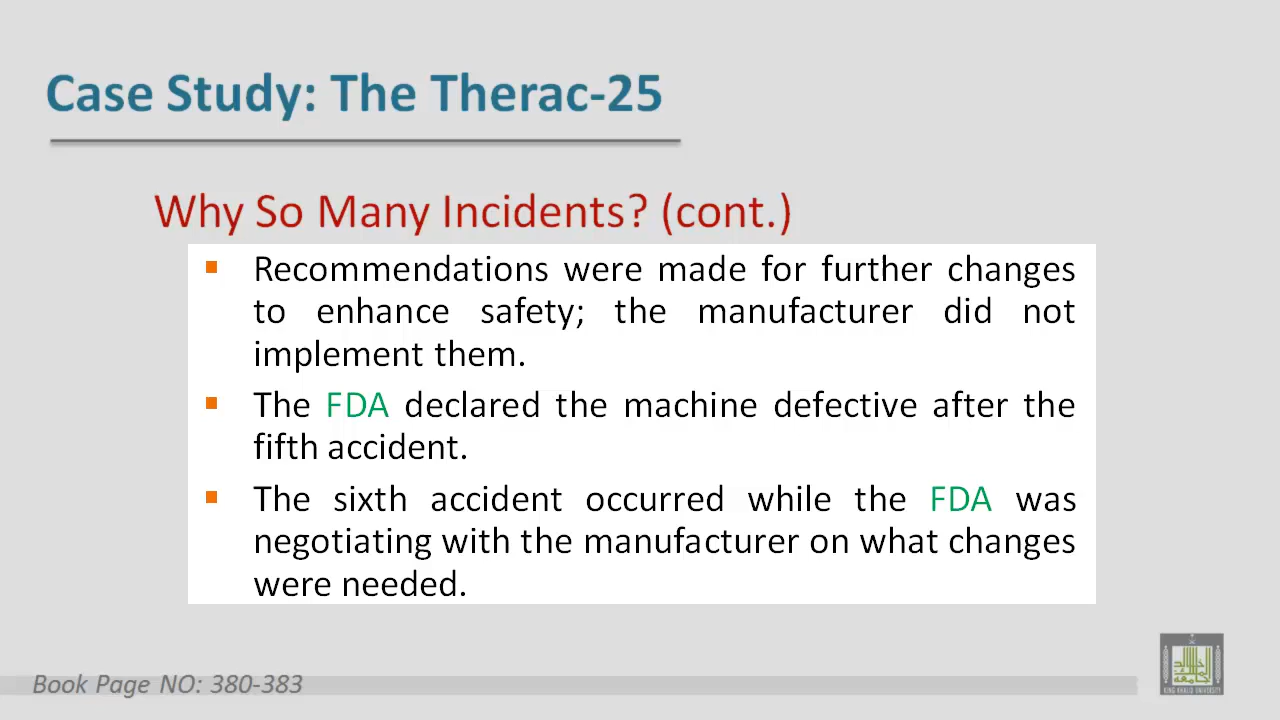 Case Study: The Therac-25
Why So Many Incidents? (cont.)
Recommendations were made for further changes
to enhance safety; the manufacturer did not
implement them.
The FDA declared the machine defective after the
fifth accident.
The sixth accident occurred while the FDA was
negotiating with the manufacturer on what changes
were needed.
Book Page NO: 380-383
KING KHALID UNIVERSITY